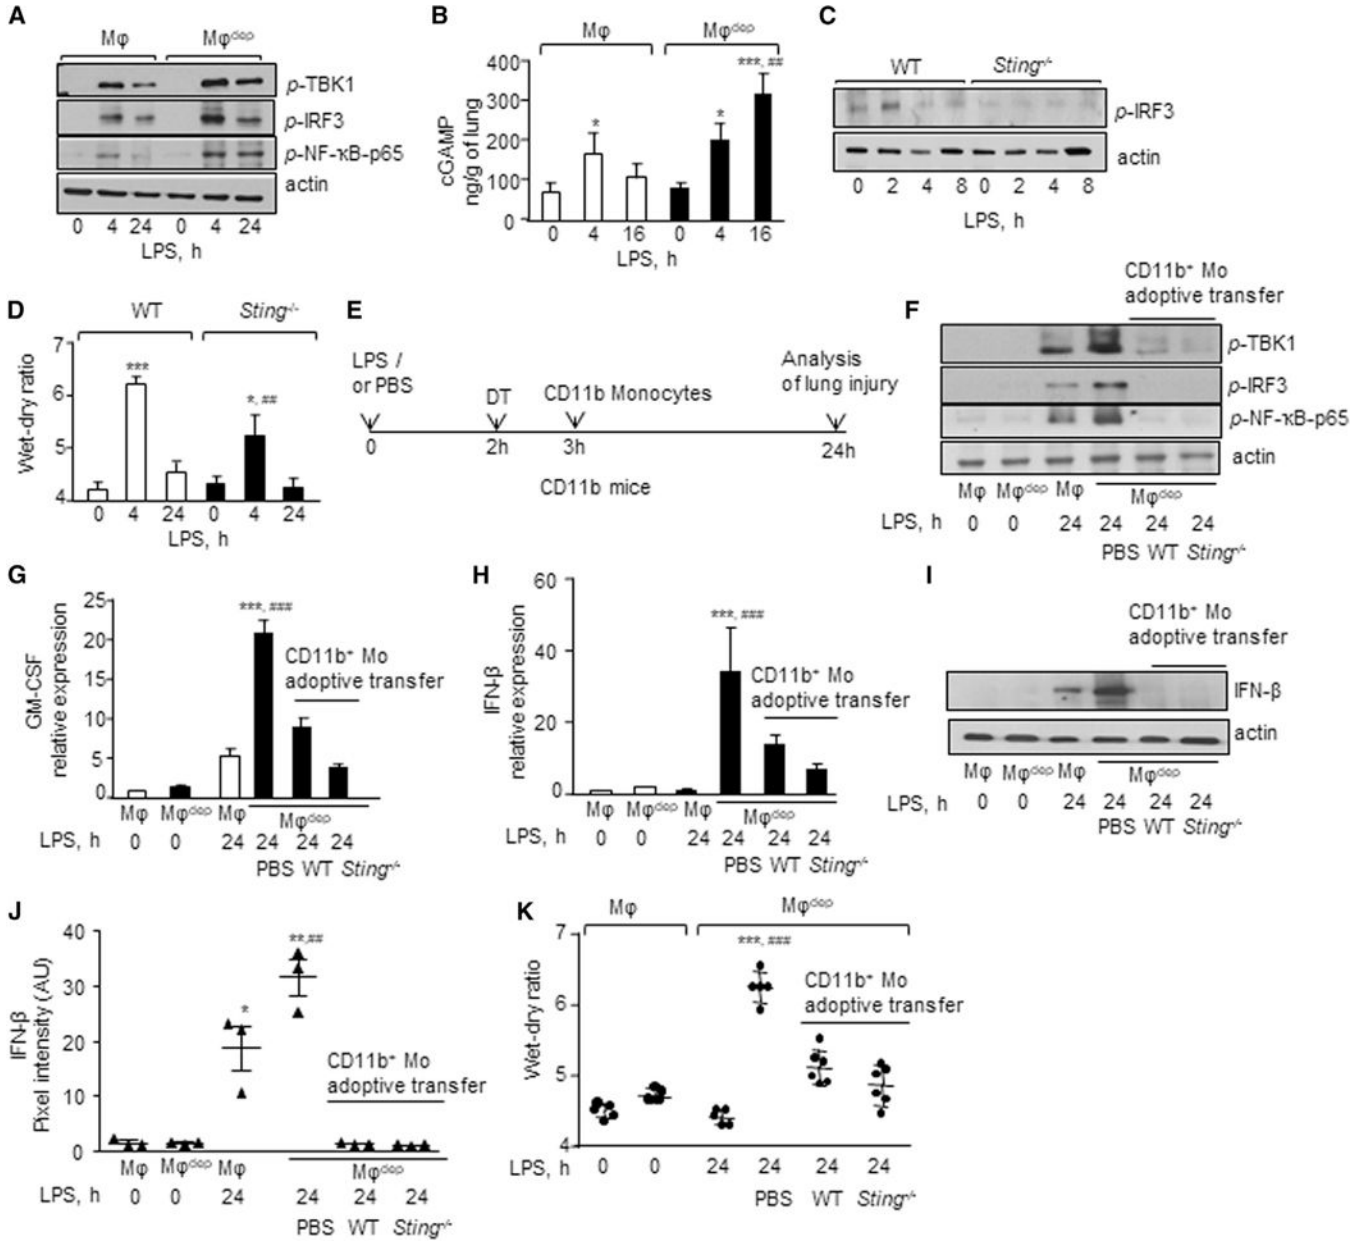 A
Mφ Mφᵈᵉᵖ
p-TBK1
p-IRF3
p-NF-κB-p65
actin
0 4 24 0 4 24
LPS, h
B
Mφ Mφᵈᵉᵖ
***, ##
400
300
200
100
0
* *
cGAMP
ng/g of lung
0 4 16 0 4 16
LPS, h
C
WT Sting-/-
p-IRF3
actin
0 2 4 8 0 2 4 8
LPS, h
D
WT Sting-/-
7
6
5
4
***
*, ##
Wet-dry ratio
0 4 24 0 4 24
LPS, h
E
LPS /
or PBS
DT
CD11b Monocytes
Analysis
of lung injury
0 2h 3h 24h
CD11b mice
F
CD11b⁺ Mo
adoptive transfer
p-TBK1
p-IRF3
p-NF-κB-p65
actin
Mφ Mφᵈᵉᵖ Mφ Mφᵈᵉᵖ
LPS, h 0 0 24 24 24 24
PBS WT Sting-/-
G
25
20
15
10
5
0
GM-CSF
relative expression
***, ###
CD11b⁺ Mo
adoptive transfer
Mφ Mφᵈᵉᵖ Mφ Mφᵈᵉᵖ
LPS, h 0 0 24 24 24 24
PBS WT Sting-/-
H
60
40
20
0
IFN-β
relative expression
***, ###
CD11b⁺ Mo
adoptive transfer
Mφ Mφᵈᵉᵖ Mφ Mφᵈᵉᵖ
LPS, h 0 0 24 24 24 24
PBS WT Sting-/-
I
CD11b⁺ Mo
adoptive transfer
IFN-β
actin
Mφ Mφᵈᵉᵖ Mφ Mφᵈᵉᵖ
LPS, h 0 0 24 24 24 24
PBS WT Sting-/-
J
40
30
20
10
0
IFN-β
Pixel intensity (AU)
*
**,##
CD11b⁺ Mo
adoptive transfer
Mφ Mφᵈᵉᵖ Mφ Mφᵈᵉᵖ
LPS, h 0 0 24 24 24 24
PBS WT Sting-/-
K
Mφ Mφᵈᵉᵖ
7
6
5
4
Wet-dry ratio
***, ###
CD11b⁺ Mo
adoptive transfer
LPS, h 0 0 24 24 24 24
PBS WT Sting-/-